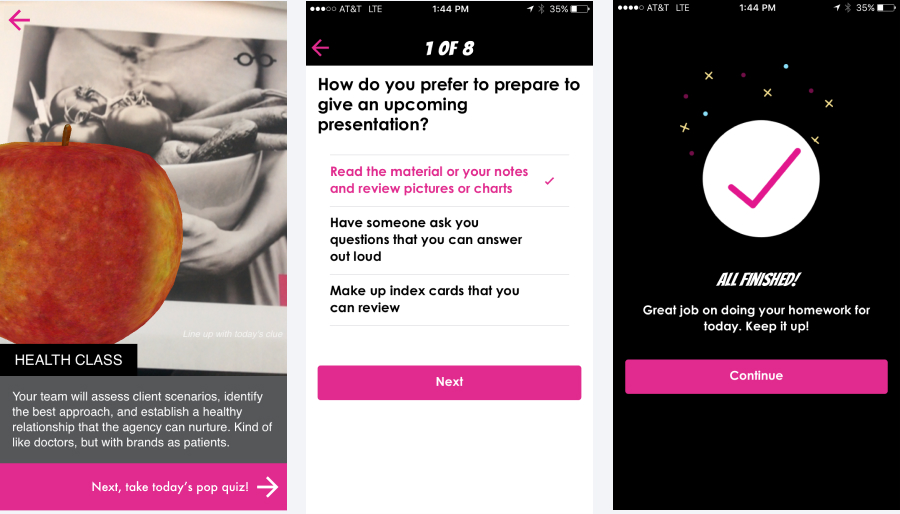 Line up with today's clue
HEALTH CLASS
Your team will assess client scenarios, identify
the best approach, and establish a healthy
relationship that the agency can nurture. Kind of
like doctors, but with brands as patients.
Next, take today's pop quiz!
AT&T LTE 1:44 PM 35%
1 OF 8
How do you prefer to prepare to
give an upcoming
presentation?
Read the material or your notes
and review pictures or charts
Have someone ask you
questions that you can answer
out loud
Make up index cards that you
can review
Next
AT&T LTE 1:44 PM 35%
ALL FINISHED!
Great job on doing your homework for
today. Keep it up!
Continue